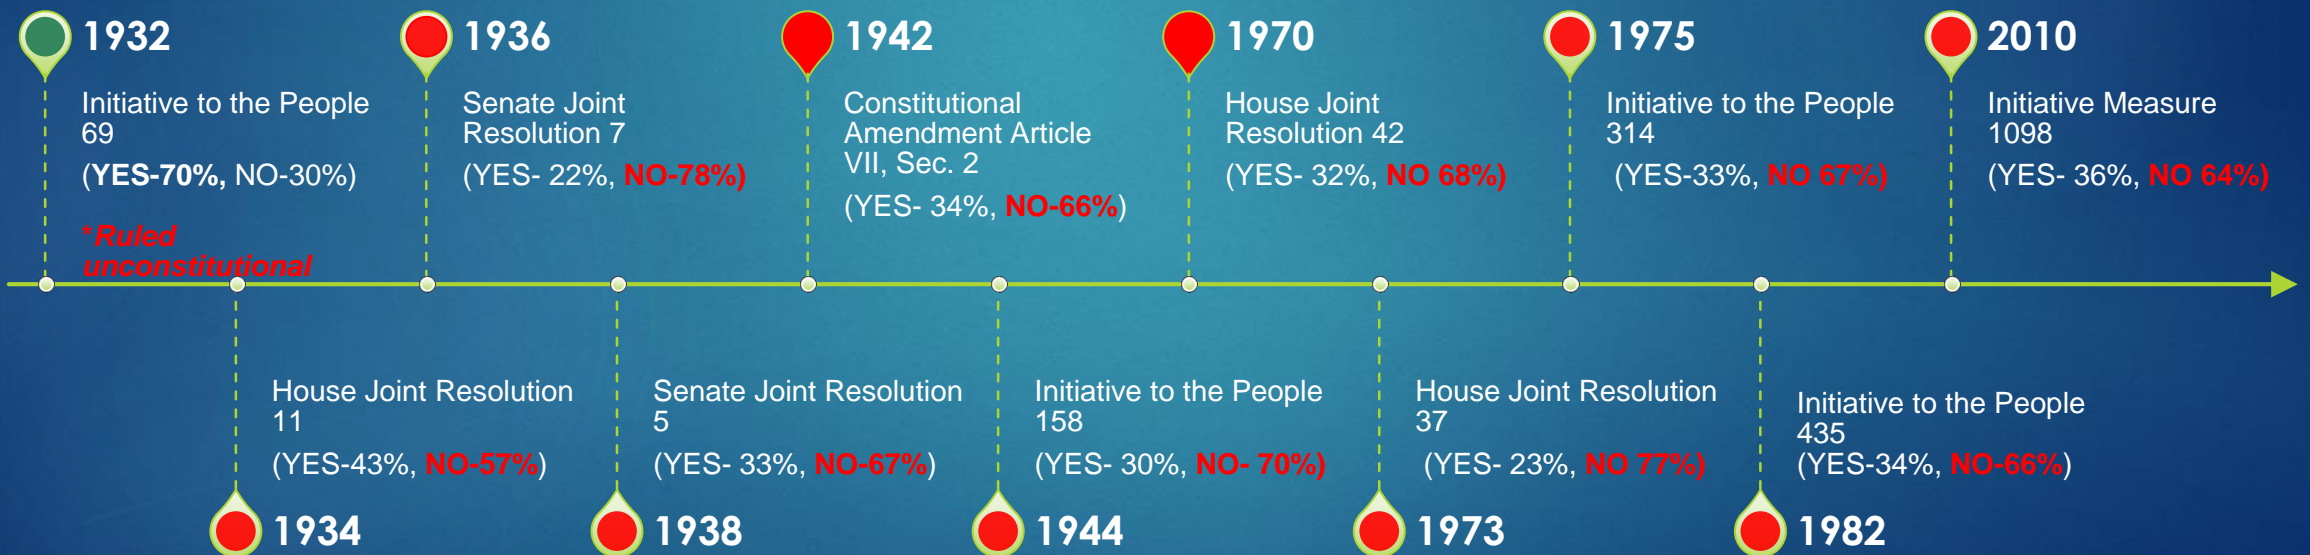 1932
Initiative to the People
69
(YES-70%, NO-30%)
*Ruled
unconstitutional
1936
Senate Joint
Resolution 7
(YES- 22%, NO-78%)
1942
Constitutional
Amendment Article
VII, Sec. 2
(YES- 34%, NO-66%)
1970
House Joint
Resolution 42
(YES- 32%, NO 68%)
1975
Initiative to the People
314
(YES-33%, NO 67%)
2010
Initiative Measure
1098
(YES- 36%, NO 64%)
House Joint Resolution
11
(YES-43%, NO-57%)
1934
Senate Joint Resolution
5
(YES- 33%, NO-67%)
1938
Initiative to the People
158
(YES- 30%, NO- 70%)
1944
House Joint Resolution
37
(YES- 23%, NO 77%)
1973
Initiative to the People
435
(YES-34%, NO-66%)
1982